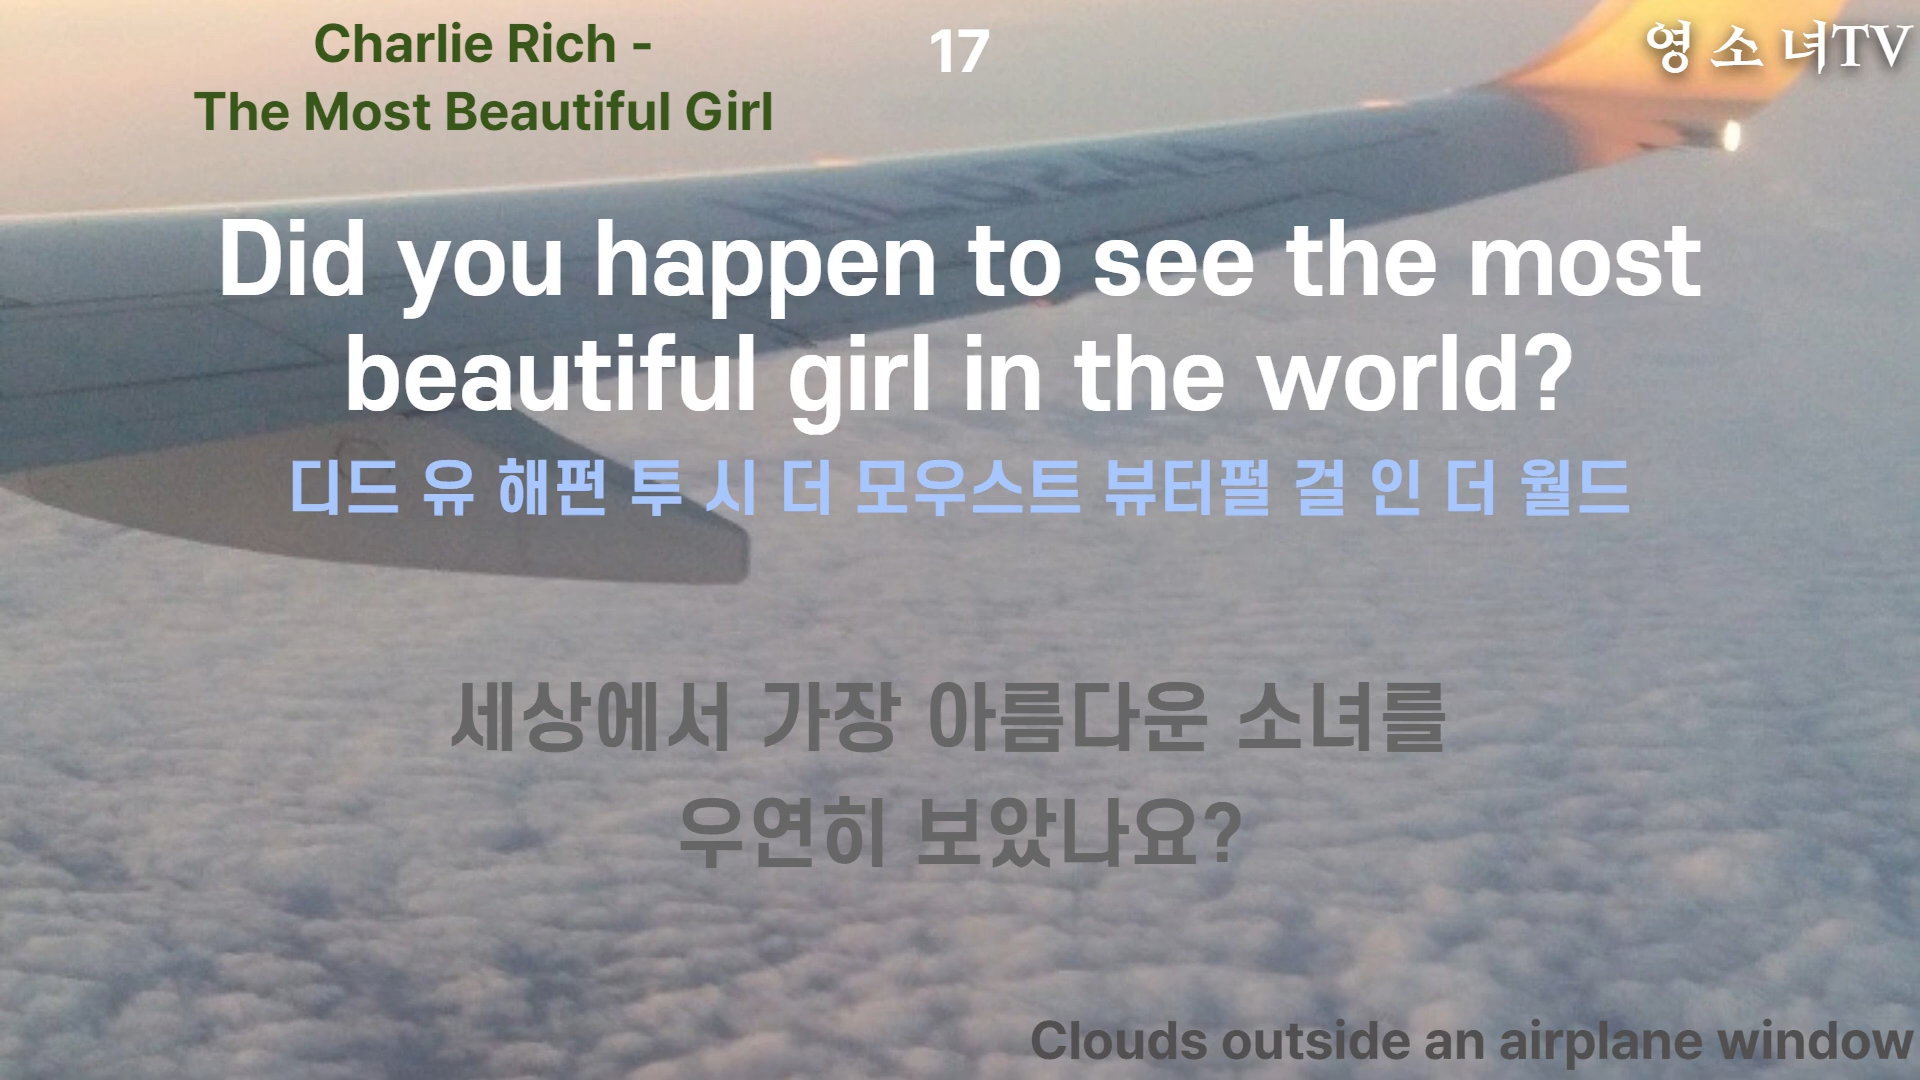 Charlie Rich -
The Most Beautiful Girl
17
영 소 녀TV
Did you happen to see the most
beautiful girl in the world?
디드 유 해펀 투 시 더 모우스트 뷰터펄 걸 인 더 월드
세상에서 가장 아름다운 소녀를
우연히 보았나요?
Clouds outside an airplane window